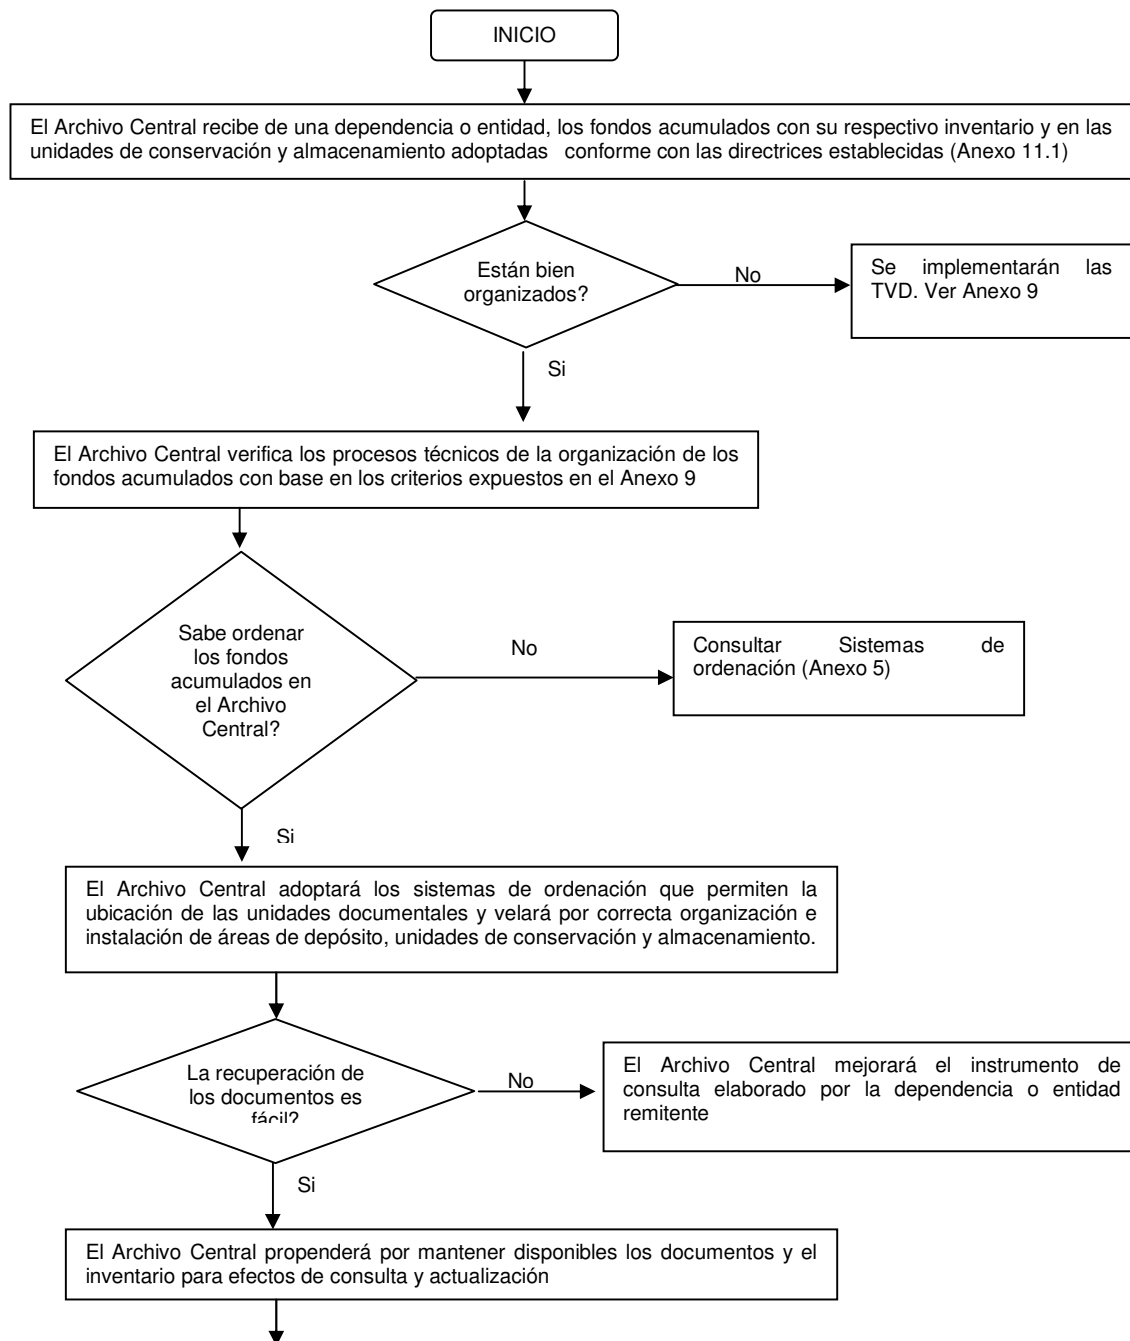 INICIO
El Archivo Central recibe de una dependencia o entidad, los fondos acumulados con su respectivo inventario y en las
unidades de conservación y almacenamiento adoptadas conforme con las directrices establecidas (Anexo 11.1)
Están bien
organizados?
No
Se implementarán las
TVD. Ver Anexo 9
Si
El Archivo Central verifica los procesos técnicos de la organización de los
fondos acumulados con base en los criterios expuestos en el Anexo 9
Sabe ordenar
los fondos
acumulados en
el Archivo
Central?
No
Consultar Sistemas de
ordenación (Anexo 5)
Si
El Archivo Central adoptará los sistemas de ordenación que permiten la
ubicación de las unidades documentales y velará por correcta organización e
instalación de áreas de depósito, unidades de conservación y almacenamiento.
La recuperación de
los documentos es
fácil?
No
El Archivo Central mejorará el instrumento de
consulta elaborado por la dependencia o entidad
remitente
Si
El Archivo Central propenderá por mantener disponibles los documentos y el
inventario para efectos de consulta y actualización